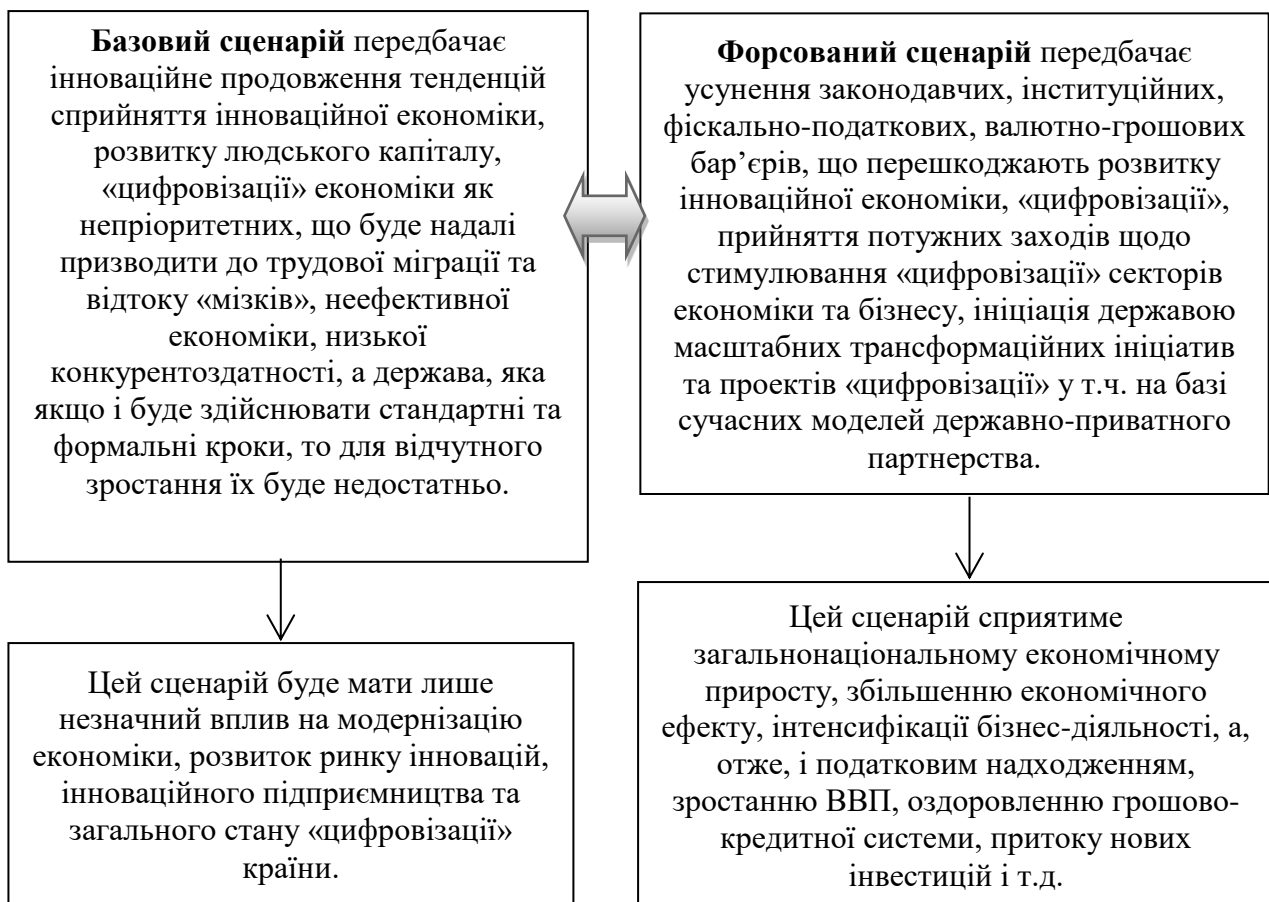 Базовий сценарій передбачає
інноваційне продовження тенденцій
сприйняття інноваційної економіки,
розвитку людського капіталу,
«цифровізації» економіки як
непріоритетних, що буде надалі
призводити до трудової міграції та
відтоку «мізків», неефективної
економіки, низької
конкурентоздатності, а держава, яка
якщо і буде здійснювати стандартні та
формальні кроки, то для відчутного
зростання їх буде недостатньо.
Форсований сценарій передбачає
усунення законодавчих, інституційних,
фіскально-податкових, валютно-грошових
бар’єрів, що перешкоджають розвитку
інноваційної економіки, «цифровізації»,
прийняття потужних заходів щодо
стимулювання «цифровізації» секторів
економіки та бізнесу, ініціація державою
масштабних трансформаційних ініціатив
та проектів «цифровізації» у т.ч. на базі
сучасних моделей державно-приватного
партнерства.
Цей сценарій буде мати лише
незначний вплив на модернізацію
економіки, розвиток ринку інновацій,
інноваційного підприємництва та
загального стану «цифровізації»
країни.
Цей сценарій сприятиме
загальнонаціональному економічному
приросту, збільшенню економічного
ефекту, інтенсифікації бізнес-діяльності, а,
отже, і податковим надходженням,
зростанню ВВП, оздоровленню грошово-
кредитної системи, притоку нових
інвестицій і т.д.